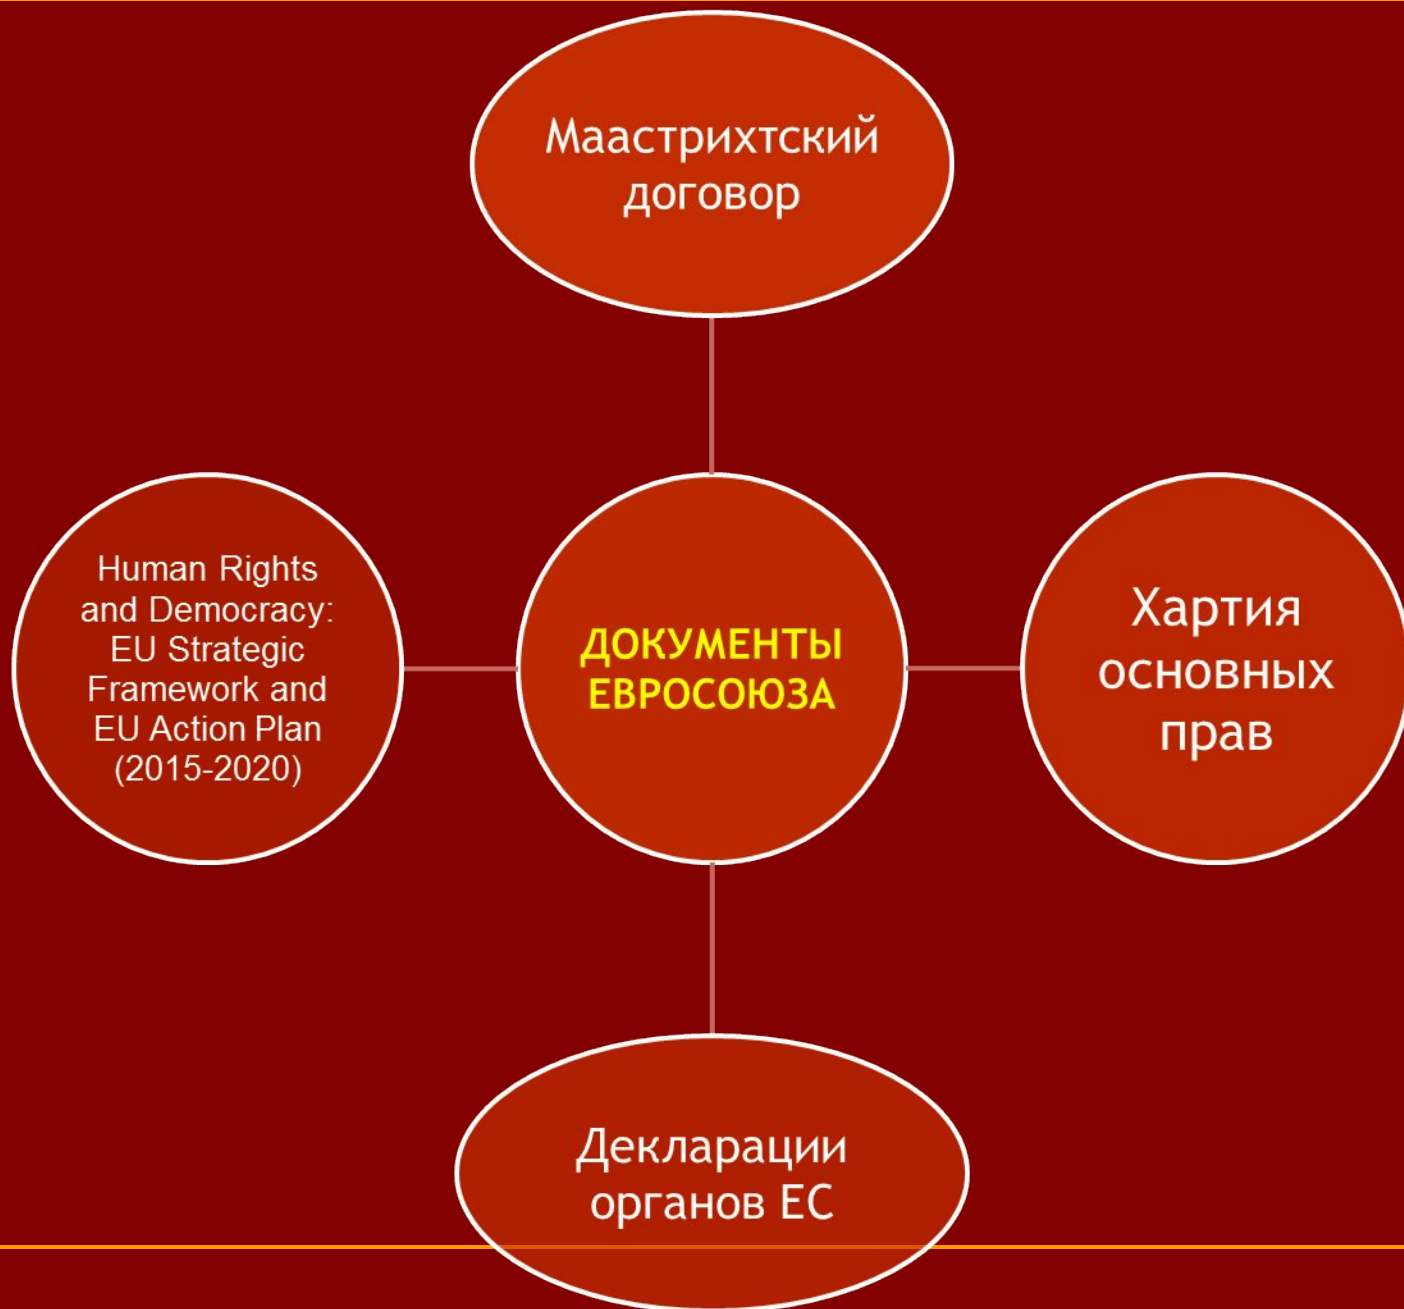 Маастрихтский
договор
Human Rights
and Democracy:
EU Strategic
Framework and
EU Action Plan
(2015-2020)
ДОКУМЕНТЫ
ЕВРОСОЮЗА
Хартия
основных
прав
Декларации
органов ЕС